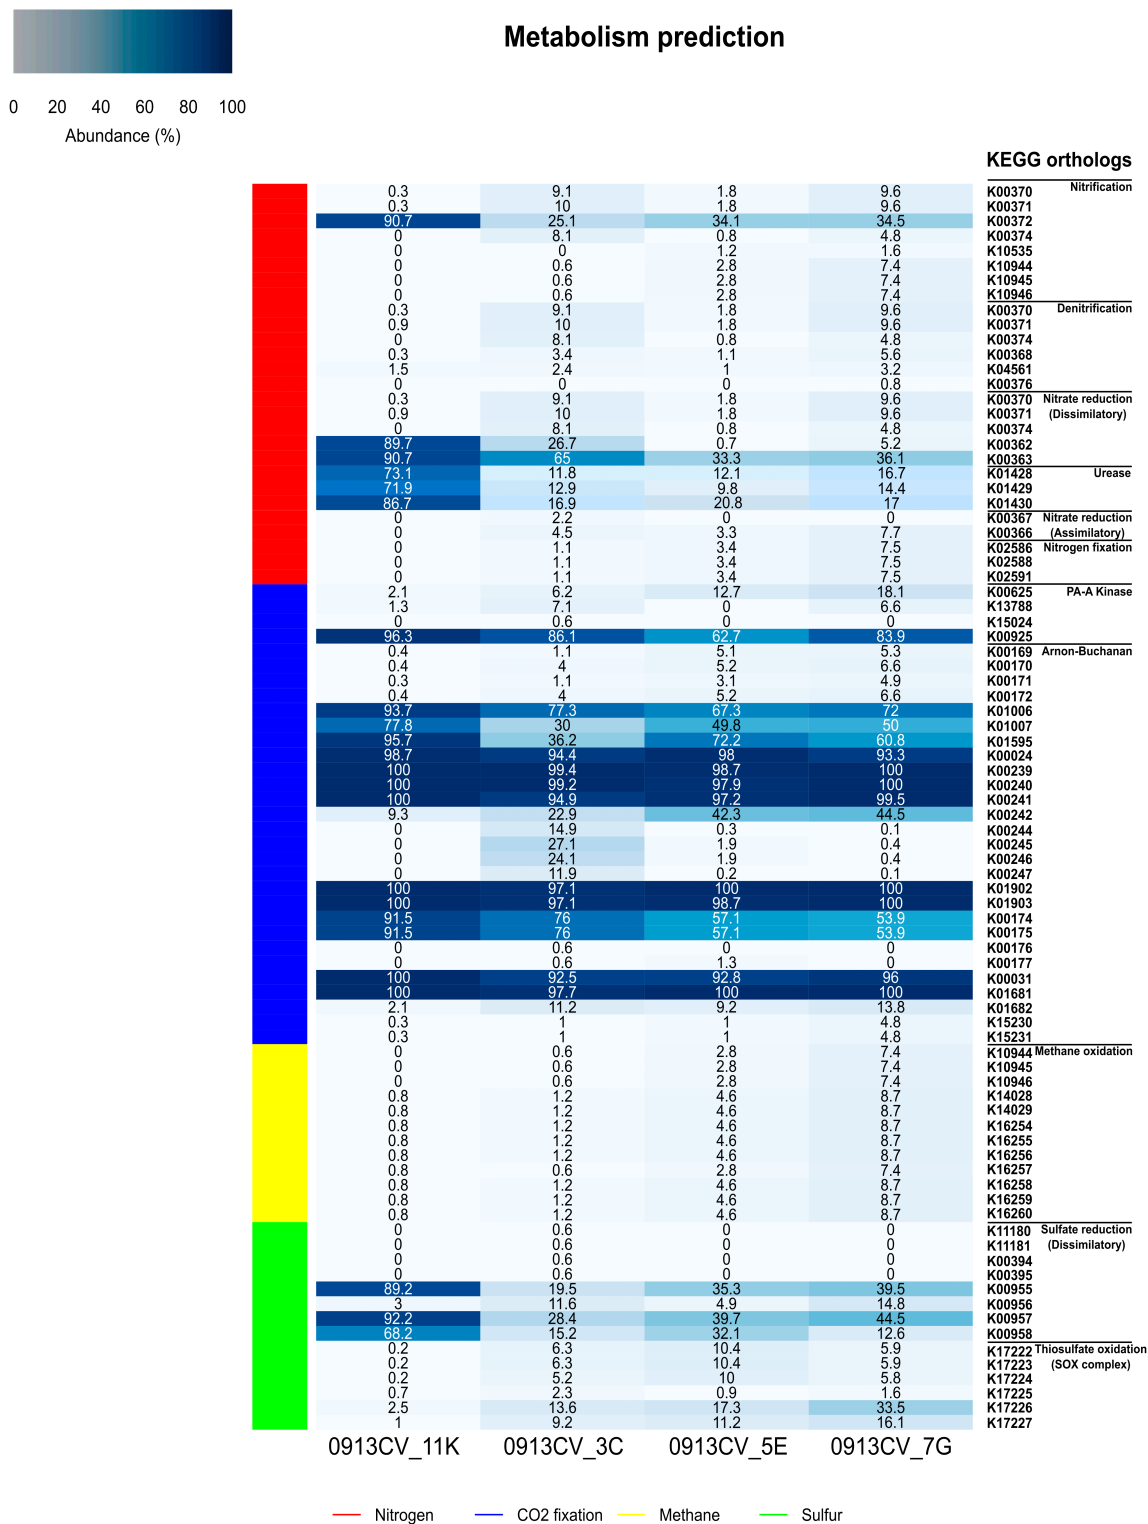 Metabolism prediction
0 20 40 60 80 100
Abundance (%)
KEGG orthologs
0.3 9.1 1.8 9.6 K00370 Nitrification
0.3 10 1.8 9.6 K00371
90.7 25.1 34.1 34.5 K00372
0 8.1 0.8 4.8 K00374
0 0 1.2 1.6 K10535
0 0.6 2.8 7.4 K10944
0 0.6 2.8 7.4 K10945
0 0.6 2.8 7.4 K10946
0.3 9.1 1.8 9.6 K00370 Denitrification
0.9 10 1.8 9.6 K00371
0 8.1 0.8 4.8 K00374
0.3 3.4 1.1 5.6 K00368
1.5 2.4 1 3.2 K04561
0 0 0 0.8 K00376
0.3 9.1 1.8 9.6 K00370 Nitrate reduction
0.9 10 1.8 9.6 K00371 (Dissimilatory)
0 8.1 0.8 4.8 K00374
89.7 26.7 0.7 5.2 K00362
90.7 65 33.3 36.1 K00363
73.1 11.8 12.1 16.7 K01428 Urease
71.9 12.9 9.8 14.4 K01429
86.7 16.9 20.8 17 K01430
0 2.2 0 0 K00367 Nitrate reduction
0 4.5 3.3 7.7 K00366 (Assimilatory)
0 1.1 3.4 7.5 K02586 Nitrogen fixation
0 1.1 3.4 7.5 K02588
0 1.1 3.4 7.5 K02591
2.1 6.2 12.7 18.1 K00625 PA-A Kinase
1.3 7.1 0 6.6 K13788
0 0.6 0 0 K15024
96.3 86.1 62.7 83.9 K00925
0.4 1.1 5.1 5.3 K00169 Arnon-Buchanan
0.4 4 5.2 6.6 K00170
0.3 1.1 3.1 4.9 K00171
0.4 4 5.2 6.6 K00172
93.7 77.3 67.3 72 K01006
77.8 30 49.8 50 K01007
95.7 36.2 72.2 60.8 K01595
98.7 94.4 98 93.3 K00024
100 99.4 98.7 100 K00239
100 99.2 97.9 100 K00240
100 94.9 97.2 99.5 K00241
9.3 22.9 42.3 44.5 K00242
0 14.9 0.3 0.1 K00244
0 27.1 1.9 0.4 K00245
0 24.1 1.9 0.4 K00246
0 11.9 0.2 0.1 K00247
100 97.1 100 100 K01902
100 97.1 98.7 100 K01903
91.5 76 57.1 53.9 K00174
91.5 76 57.1 53.9 K00175
0 0.6 0 0 K00176
0 0.6 1.3 0 K00177
100 92.5 92.8 96 K00031
100 97.7 100 100 K01681
2.1 11.2 9.2 13.8 K01682
0.3 1 1 4.8 K15230
0.3 1 1 4.8 K15231
0 0.6 2.8 7.4 K10944 Methane oxidation
0 0.6 2.8 7.4 K10945
0 0.6 2.8 7.4 K10946
0.8 1.2 4.6 8.7 K14028
0.8 1.2 4.6 8.7 K14029
0.8 1.2 4.6 8.7 K16254
0.8 1.2 4.6 8.7 K16255
0.8 1.2 4.6 8.7 K16256
0.8 0.6 2.8 7.4 K16257
0.8 1.2 4.6 8.7 K16258
0.8 1.2 4.6 8.7 K16259
0.8 1.2 4.6 8.7 K16260
0 0.6 0 0 K11180 Sulfate reduction
0 0.6 0 0 K11181 (Dissimilatory)
0 0.6 0 0 K00394
0 0.6 0 0 K00395
89.2 19.5 35.3 39.5 K00955
3 11.6 4.9 14.8 K00956
92.2 28.4 39.7 44.5 K00957
68.2 15.2 32.1 12.6 K00958
0.2 6.3 10.4 5.9 K17222 Thiosulfate oxidation
0.2 6.3 10.4 5.9 K17223 (SOX complex)
0.2 5.2 10 5.8 K17224
0.7 2.3 0.9 1.6 K17225
2.5 13.6 17.3 33.5 K17226
1 9.2 11.2 16.1 K17227
0913CV_11K 0913CV_3C 0913CV_5E 0913CV_7G
Nitrogen CO2 fixation Methane Sulfur